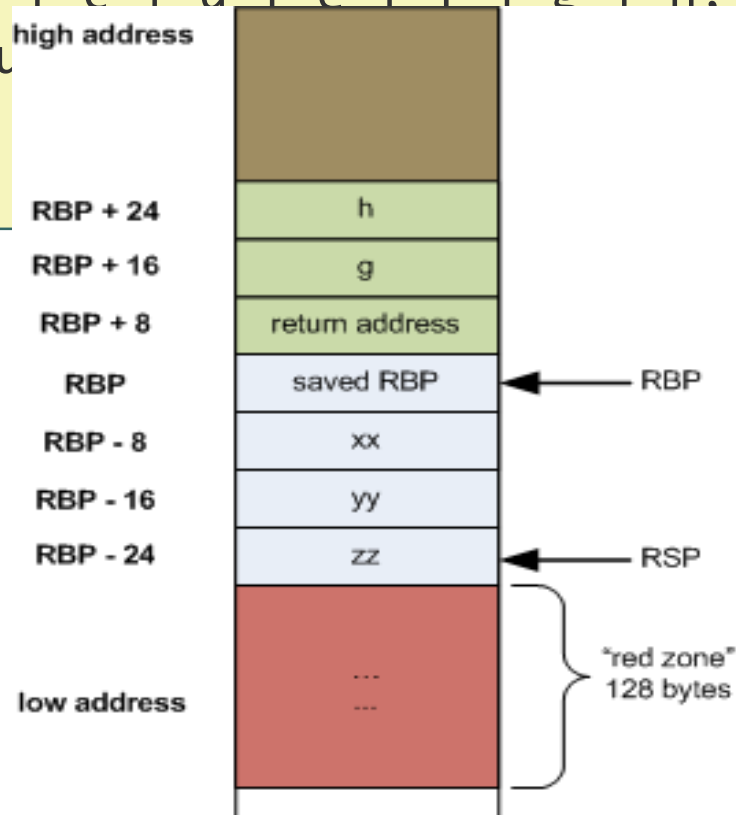 high address
RBP + 24
h
RBP + 16
g
RBP + 8
return address
RBP
saved RBP
RBP
RBP - 8
xx
RBP - 16
yy
RBP - 24
zz
RSP
"red zone"
128 bytes
low address
...
---